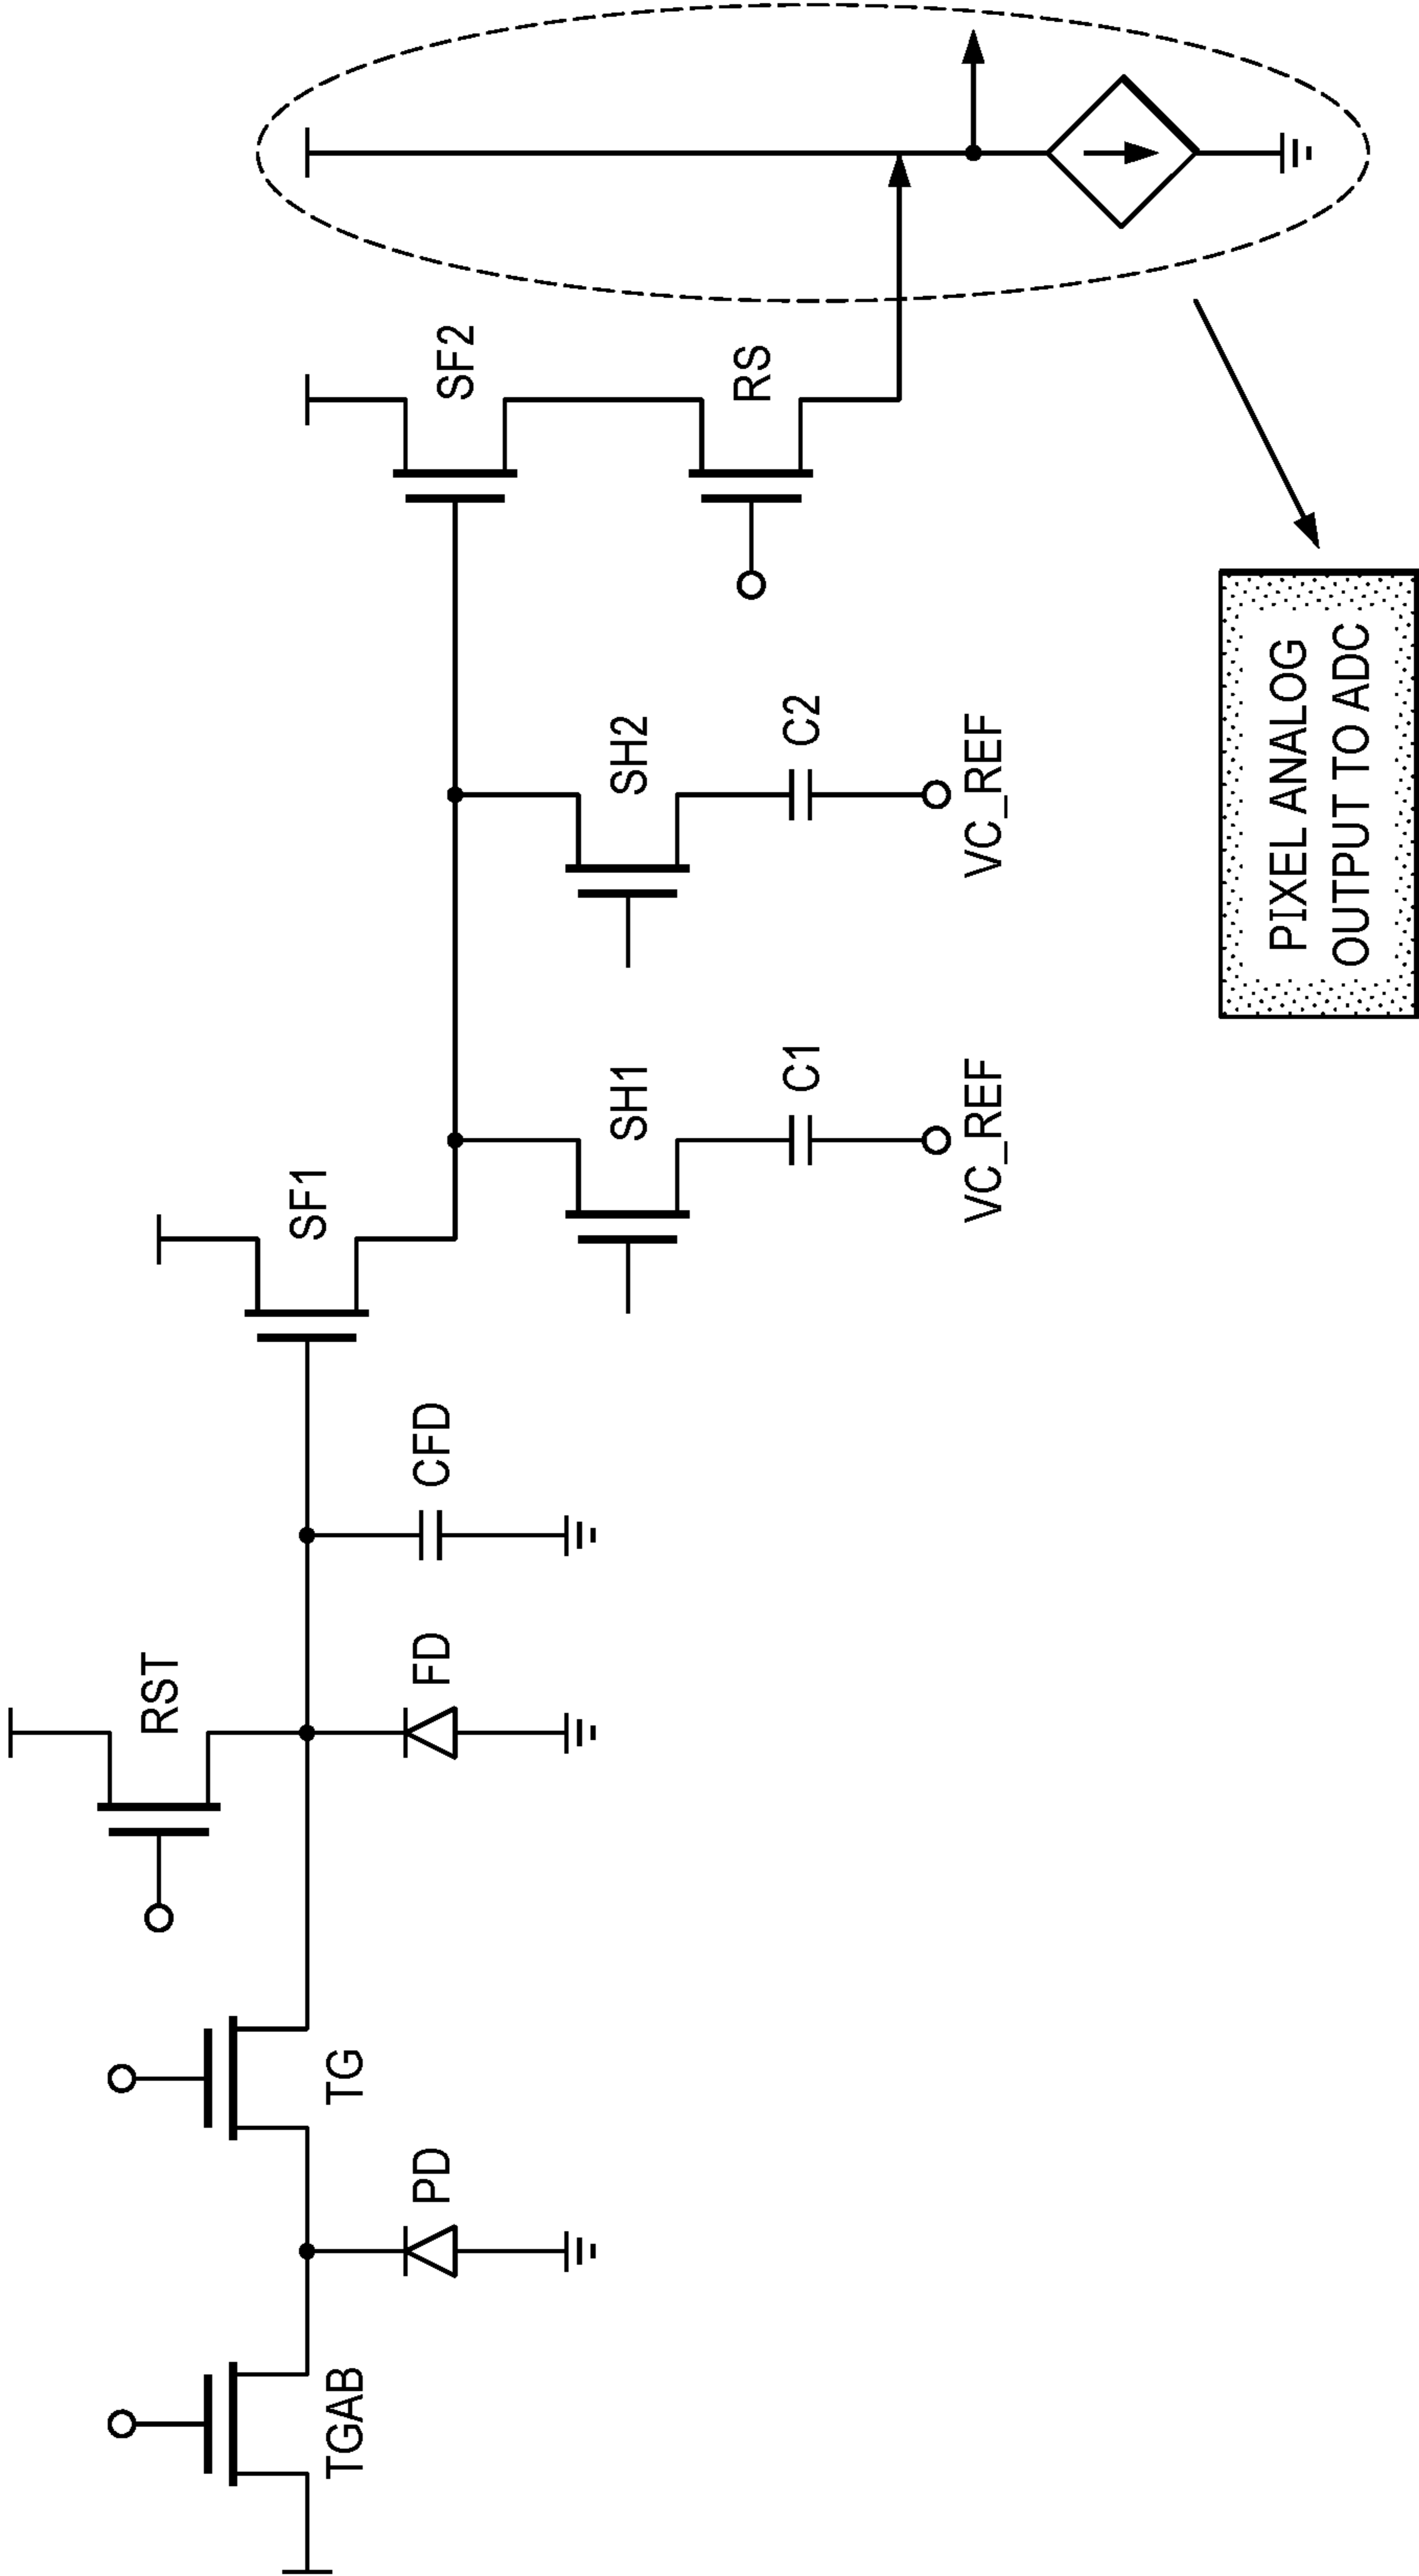 TGAB
PD
TG
RST
FD
CFD
SF1
SH1
C1
VC_REF
SH2
C2
VC_REF
SF2
RS
PIXEL ANALOG
OUTPUT TO ADC